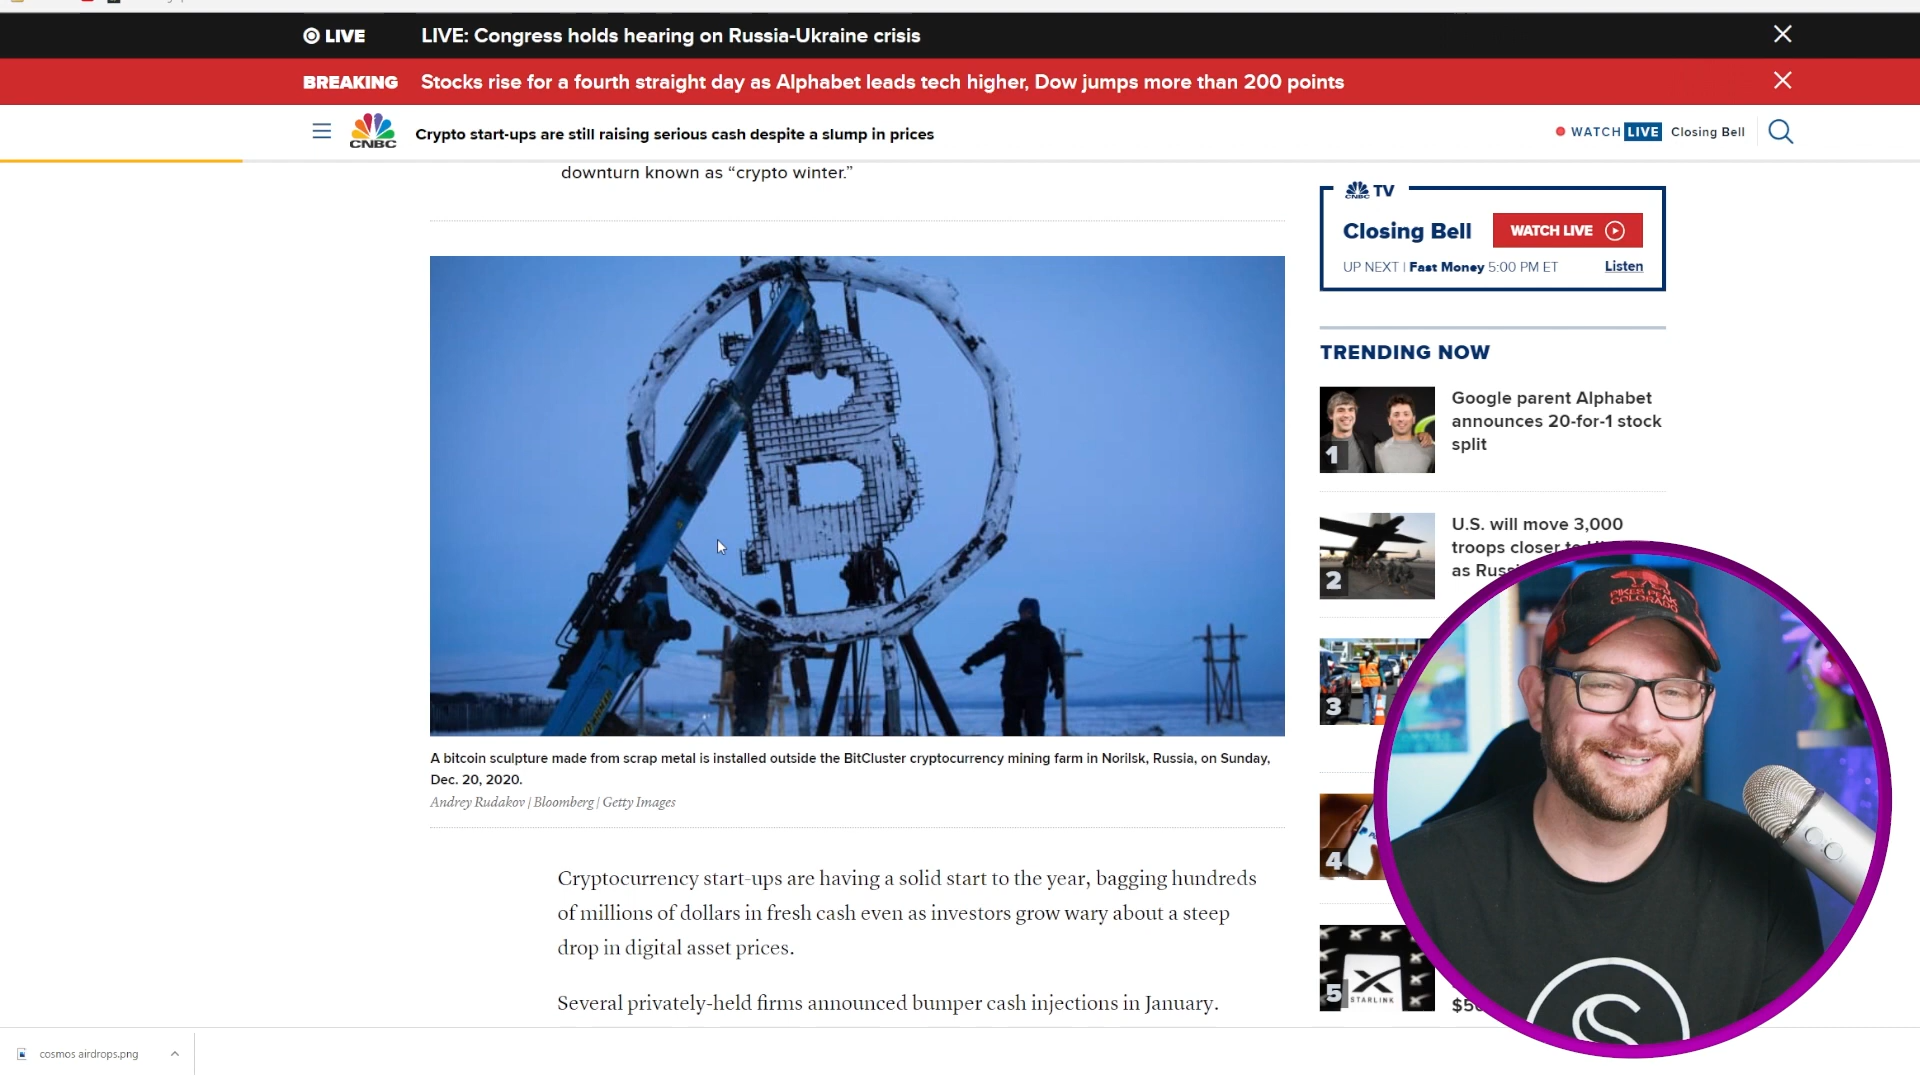 LIVE
LIVE: Congress holds hearing on Russia-Ukraine crisis
BREAKING
Stocks rise for a fourth straight day as Alphabet leads tech higher, Dow jumps more than 200 points
CNBC
Crypto start-ups are still raising serious cash despite a slump in prices
WATCH LIVE Closing Bell
downturn known as “crypto winter.”
CNBC TV
Closing Bell
WATCH LIVE
UP NEXT | Fast Money 5:00 PM ET
Listen
TRENDING NOW
1
Google parent Alphabet
announces 20-for-1 stock
split
2
U.S. will move 3,000
troops closer
as
3
4
5
STARLINK
PIKES PEAK
COLORADO
A bitcoin sculpture made from scrap metal is installed outside the BitCluster cryptocurrency mining farm in Norilsk, Russia, on Sunday,
Dec. 20, 2020.
Andrey Rudakov | Bloomberg | Getty Images
Cryptocurrency start-ups are having a solid start to the year, bagging hundreds
of millions of dollars in fresh cash even as investors grow wary about a steep
drop in digital asset prices.
Several privately-held firms announced bumper cash injections in January.
cosmos airdrops.png